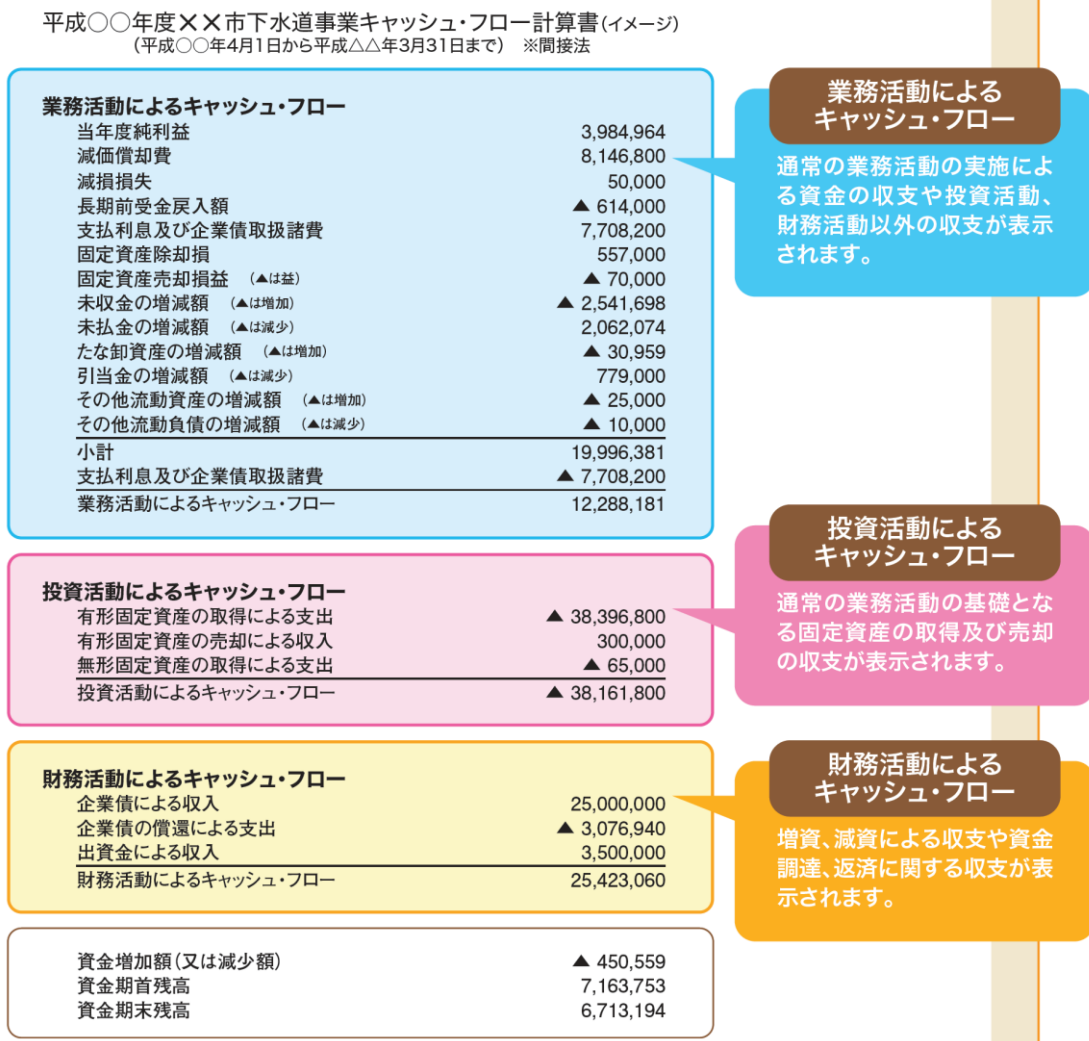 平成○○年度××市下水道事業キャッシュ・フロー計算書(イメージ)
(平成○○年4月1日から平成△△年3月31日まで) ※間接法
業務活動によるキャッシュ・フロー
当年度純利益 3,984,964
減価償却費 8,146,800
減損損失 50,000
長期前受金戻入額 ▲ 614,000
支払利息及び企業債取扱諸費 7,708,200
固定資産除却損 557,000
固定資産売却損益 (▲は益) ▲ 70,000
未収金の増減額 (▲は増加) ▲ 2,541,698
未払金の増減額 (▲は減少) 2,062,074
たな卸資産の増減額 (▲は増加) ▲ 30,959
引当金の増減額 (▲は減少) 779,000
その他流動資産の増減額 (▲は増加) ▲ 25,000
その他流動負債の増減額 (▲は減少) ▲ 10,000
小計 19,996,381
支払利息及び企業債取扱諸費 ▲ 7,708,200
業務活動によるキャッシュ・フロー 12,288,181
業務活動による
キャッシュ・フロー
通常の業務活動の実施によ
る資金の収支や投資活動、
財務活動以外の収支が表示
されます。
投資活動によるキャッシュ・フロー
有形固定資産の取得による支出 ▲ 38,396,800
有形固定資産の売却による収入 300,000
無形固定資産の取得による支出 ▲ 65,000
投資活動によるキャッシュ・フロー ▲ 38,161,800
投資活動による
キャッシュ・フロー
通常の業務活動の基礎とな
る固定資産の取得及び売却
の収支が表示されます。
財務活動によるキャッシュ・フロー
企業債による収入 25,000,000
企業債の償還による支出 ▲ 3,076,940
出資金による収入 3,500,000
財務活動によるキャッシュ・フロー 25,423,060
財務活動による
キャッシュ・フロー
増資、減資による収支や資金
調達、返済に関する収支が表
示されます。
資金増加額(又は減少額) ▲ 450,559
資金期首残高 7,163,753
資金期末残高 6,713,194